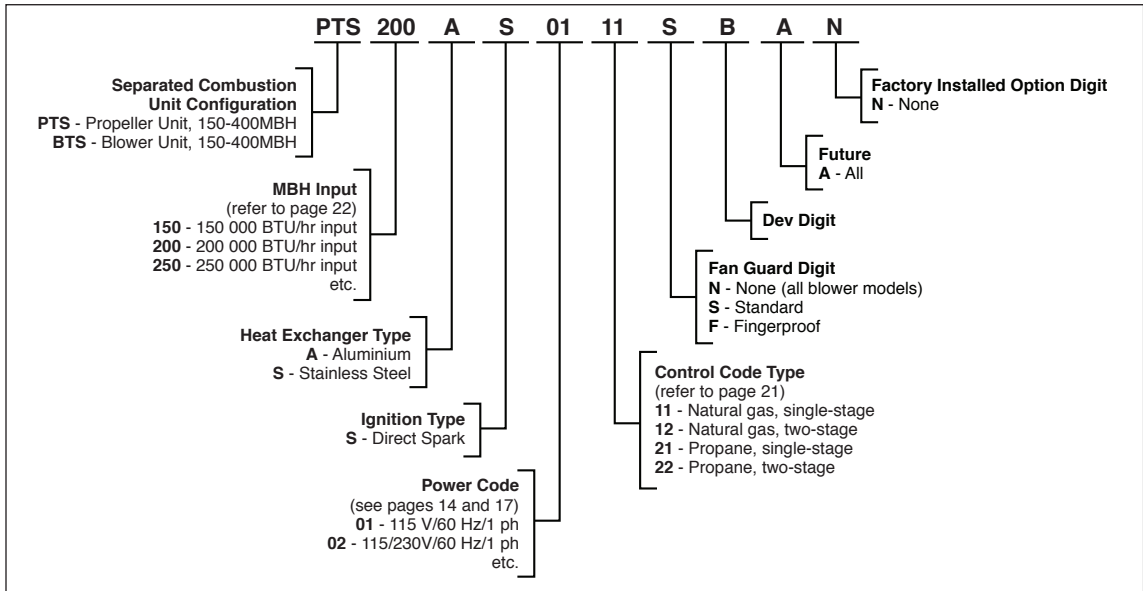 PTS 200 A S 01 11 S B A N
Separated Combustion
Unit Configuration
PTS - Propeller Unit, 150-400MBH
BTS - Blower Unit, 150-400MBH
MBH Input
(refer to page 22)
150 - 150 000 BTU/hr input
200 - 200 000 BTU/hr input
250 - 250 000 BTU/hr input
etc.
Heat Exchanger Type
A - Aluminium
S - Stainless Steel
Ignition Type
S - Direct Spark
Power Code
(see pages 14 and 17)
01 - 115 V/60 Hz/1 ph
02 - 115/230V/60 Hz/1 ph
etc.
Factory Installed Option Digit
N - None
Future
A - All
Dev Digit
Fan Guard Digit
N - None (all blower models)
S - Standard
F - Fingerproof
Control Code Type
(refer to page 21)
11 - Natural gas, single-stage
12 - Natural gas, two-stage
21 - Propane, single-stage
22 - Propane, two-stage